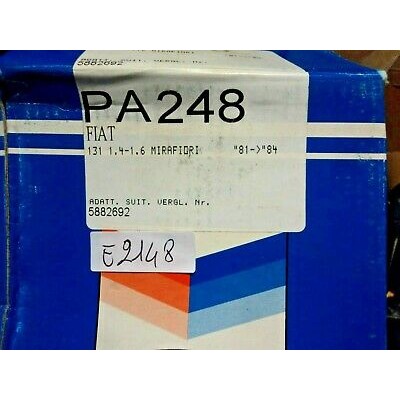 5882692
PA248
FIAT
131 1.4-1.6 MIRAFIORI "81->"84
ADATT. SUIT. VERGL. Nr.
5882692
E2148